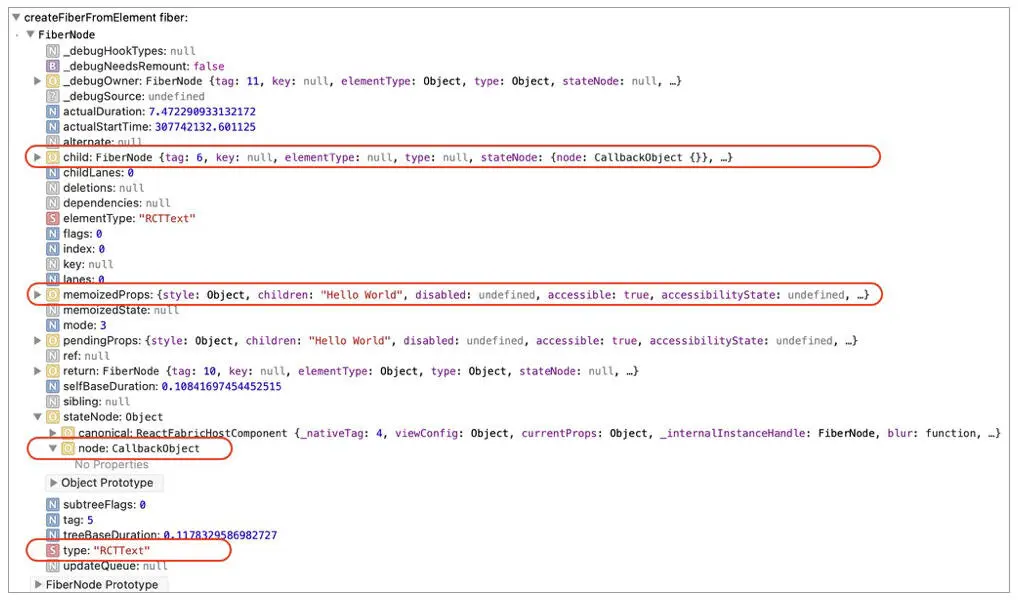 createFiberFromElement fiber:
FiberNode
N _debugHookTypes: null
B _debugNeedsRemount: false
O _debugOwner: FiberNode {tag: 11, key: null, elementType: Object, type: Object, stateNode: null, …}
_debugSource: undefined
N actualDuration: 7.472290933132172
N actualStartTime: 307742132.601125
N alternate: null
O child: FiberNode {tag: 6, key: null, elementType: null, type: null, stateNode: {node: CallbackObject {}}, …}
N childLanes: 0
N deletions: null
N dependencies: null
S elementType: "RCTText"
N flags: 0
N index: 0
N key: null
N lanes: 0
O memoizedProps: {style: Object, children: "Hello World", disabled: undefined, accessible: true, accessibilityState: undefined, …}
N memoizedState: null
N mode: 3
O pendingProps: {style: Object, children: "Hello World", disabled: undefined, accessible: true, accessibilityState: undefined, …}
N ref: null
O return: FiberNode {tag: 10, key: null, elementType: Object, type: Object, stateNode: null, …}
N selfBaseDuration: 0.10841697454452515
N sibling: null
O stateNode: Object
O canonical: ReactFabricHostComponent {_nativeTag: 4, viewConfig: Object, currentProps: Object, _internalInstanceHandle: FiberNode, blur: function, …}
O node: CallbackObject
No Properties
Object Prototype
N subtreeFlags: 0
N tag: 5
N treeBaseDuration: 0.1178329586982727
S type: "RCTText"
N updateQueue: null
FiberNode Prototype